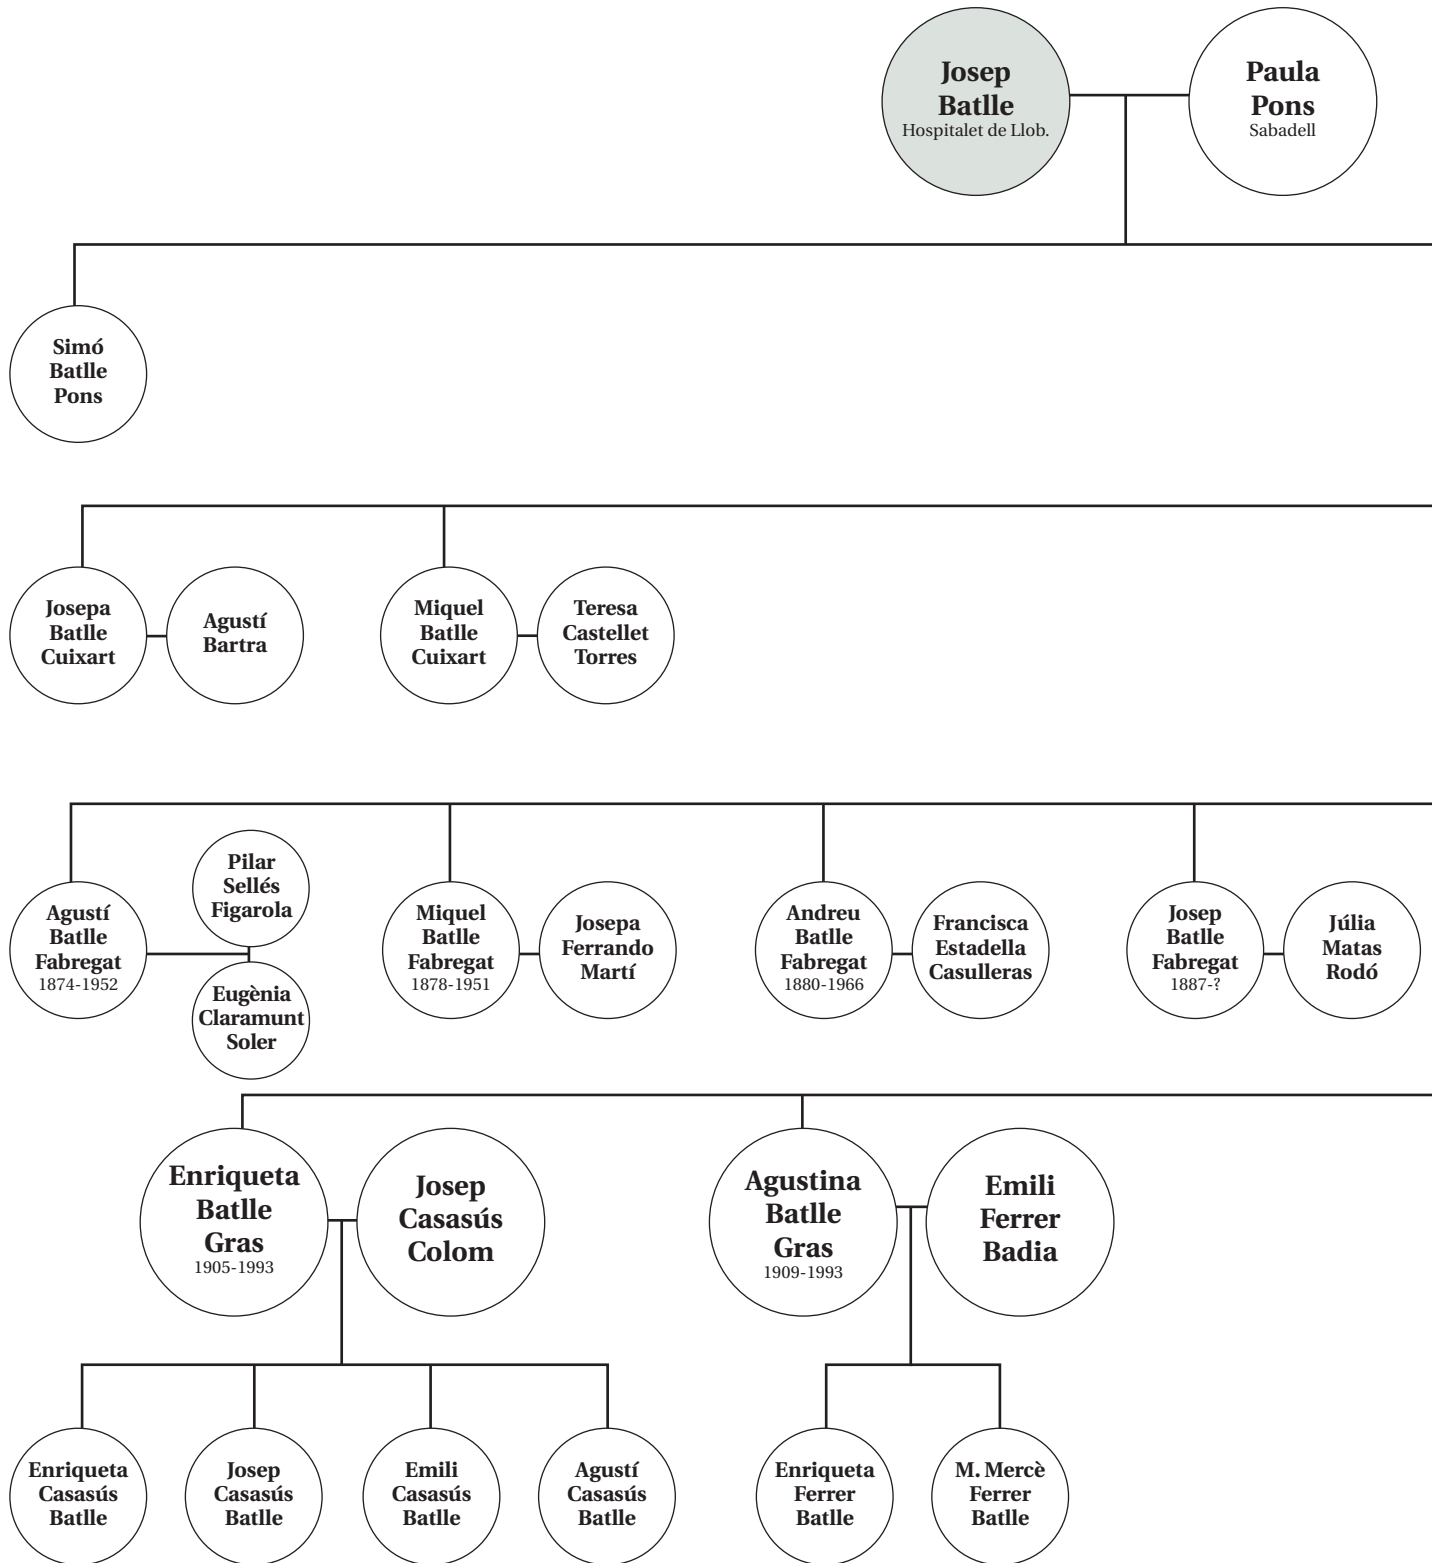 Josep
Batlle
Hospitalet de Llob.
Paula
Pons
Sabadell
Simó
Batlle
Pons
Josepa
Batlle
Cuixart
Agustí
Bartra
Miquel
Batlle
Cuixart
Teresa
Castellet
Torres
Agustí
Batlle
Fabregat
1874-1952
Pilar
Sellés
Figarola
Eugènia
Claramunt
Soler
Miquel
Batlle
Fabregat
1878-1951
Josepa
Ferrando
Martí
Andreu
Batlle
Fabregat
1880-1966
Francisca
Estadella
Casulleras
Josep
Batlle
Fabregat
1887-?
Júlia
Matas
Rodó
Enriqueta
Batlle
Gras
1905-1993
Josep
Casasús
Colom
Agustina
Batlle
Gras
1909-1993
Emili
Ferrer
Badia
Enriqueta
Casasús
Batlle
Josep
Casasús
Batlle
Emili
Casasús
Batlle
Agustí
Casasús
Batlle
Enriqueta
Ferrer
Batlle
M. Mercè
Ferrer
Batlle